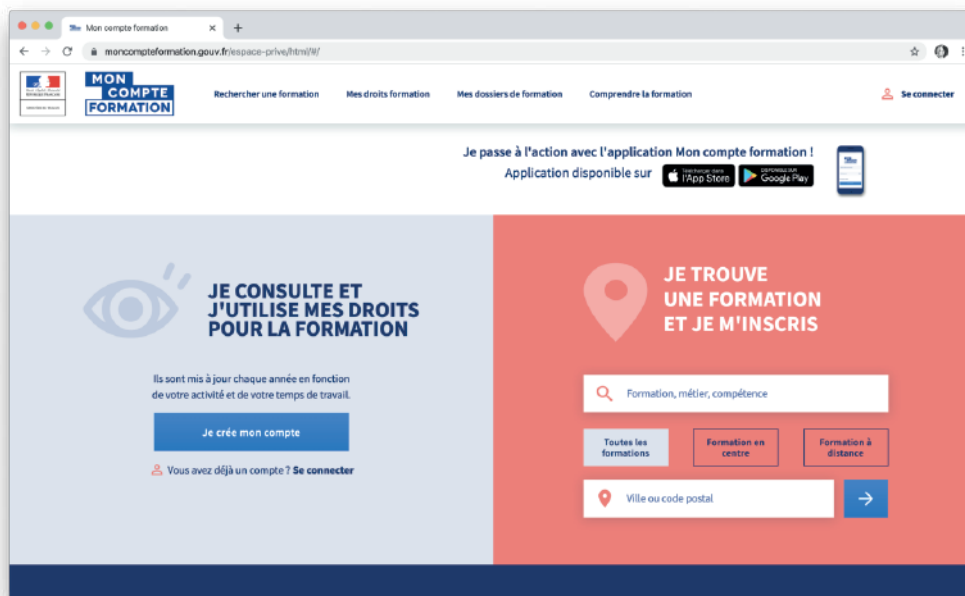 Mon compte formation
moncompteformation.gouv.fr/espace-prive/html/#/
MON
COMPTE
FORMATION
Rechercher une formation
Mes droits formation
Mes dossiers de formation
Comprendre la formation
Se connecter
Je passe à l'action avec l'application Mon compte formation !
Application disponible sur
l'App Store
DISPONIBLE SUR
Google Play
JE CONSULTE ET
J'UTILISE MES DROITS
POUR LA FORMATION
Ils sont mis à jour chaque année en fonction
de votre activité et de votre temps de travail.
Je crée mon compte
Vous avez déjà un compte ? Se connecter
JE TROUVE
UNE FORMATION
ET JE M'INSCRIS
Formation, métier, compétence
Toutes les
formations
Formation en
centre
Formation à
distance
Ville ou code postal